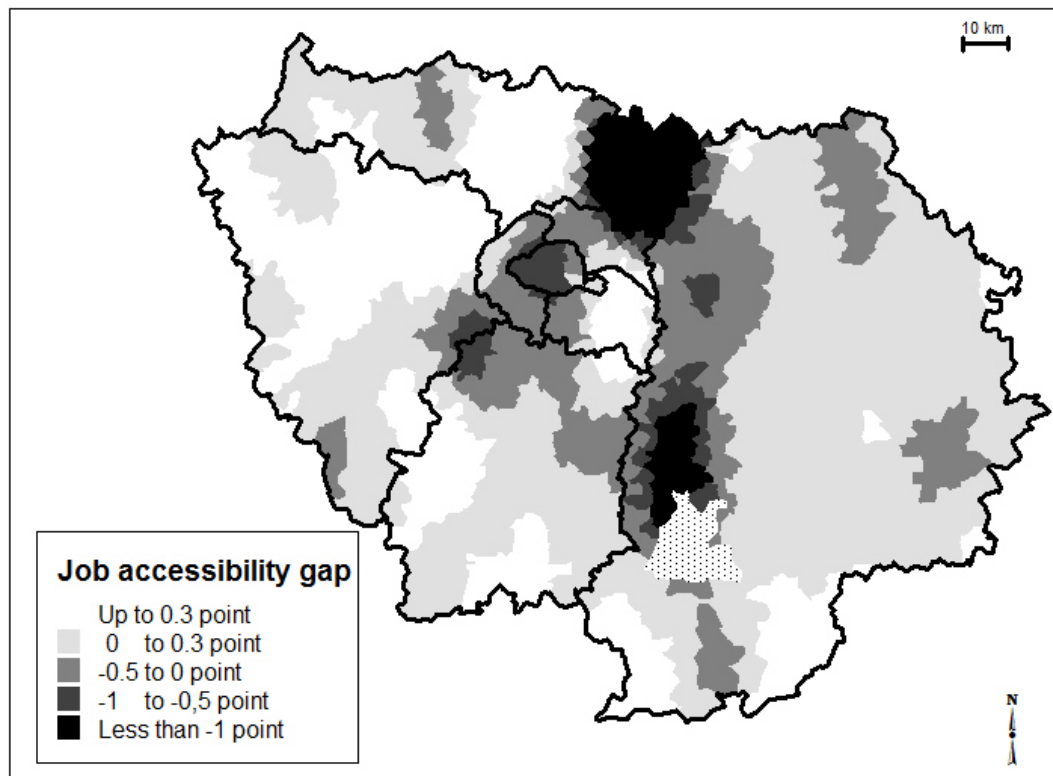 10 km
Job accessibility gap
Up to 0.3 point
0 to 0.3 point
-0.5 to 0 point
-1 to -0,5 point
Less than -1 point
N